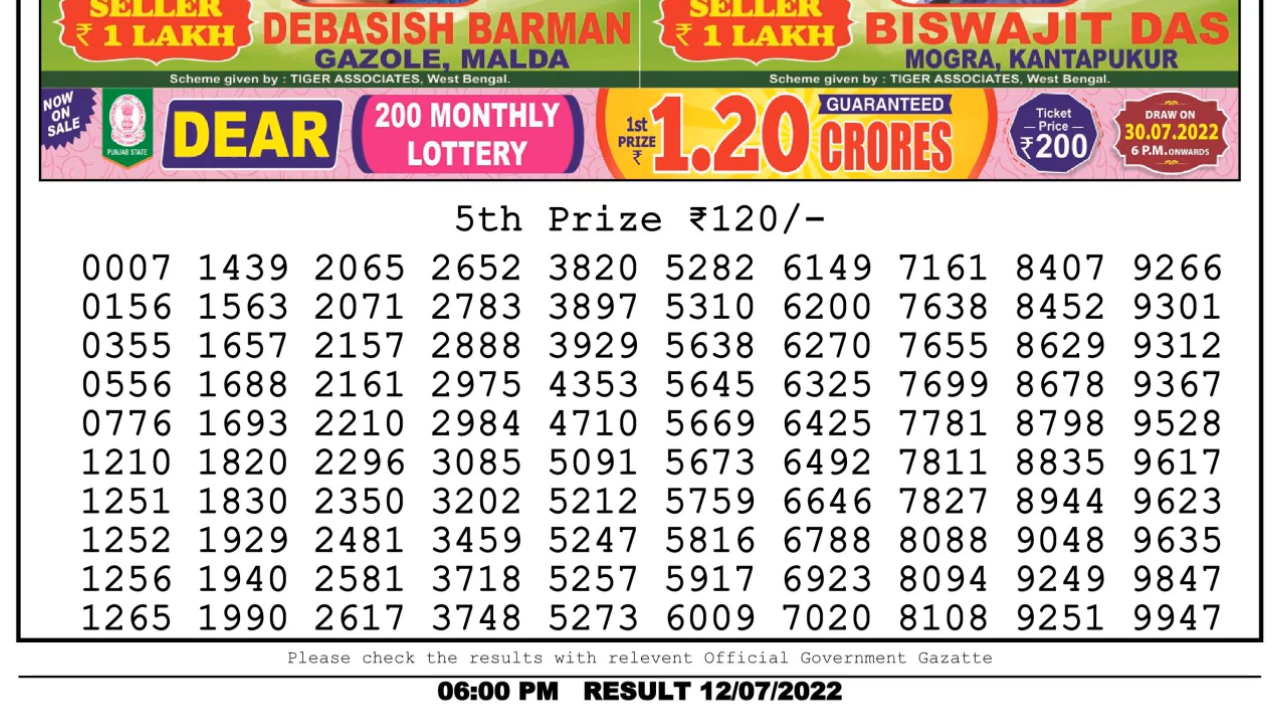 SELLER
₹ 1 LAKH
DEBASISH BARMAN
GAZOLE, MALDA
Scheme given by : TIGER ASSOCIATES, West Bengal.
SELLER
₹ 1 LAKH
BISWAJIT DAS
MOGRA, KANTAPUKUR
Scheme given by : TIGER ASSOCIATES, West Bengal.
NOW
ON
SALE
PUNJAB STATE
DEAR
200 MONTHLY
LOTTERY
1st
PRIZE
₹
1.20
GUARANTEED
CRORES
Ticket
Price
₹200
DRAW ON
30.07.2022
6 P.M. ONWARDS
5th Prize ₹120/-
0007 1439 2065 2652 3820 5282 6149 7161 8407 9266
0156 1563 2071 2783 3897 5310 6200 7638 8452 9301
0355 1657 2157 2888 3929 5638 6270 7655 8629 9312
0556 1688 2161 2975 4353 5645 6325 7699 8678 9367
0776 1693 2210 2984 4710 5669 6425 7781 8798 9528
1210 1820 2296 3085 5091 5673 6492 7811 8835 9617
1251 1830 2350 3202 5212 5759 6646 7827 8944 9623
1252 1929 2481 3459 5247 5816 6788 8088 9048 9635
1256 1940 2581 3718 5257 5917 6923 8094 9249 9847
1265 1990 2617 3748 5273 6009 7020 8108 9251 9947
Please check the results with relevent Official Government Gazatte
06:00 PM RESULT 12/07/2022